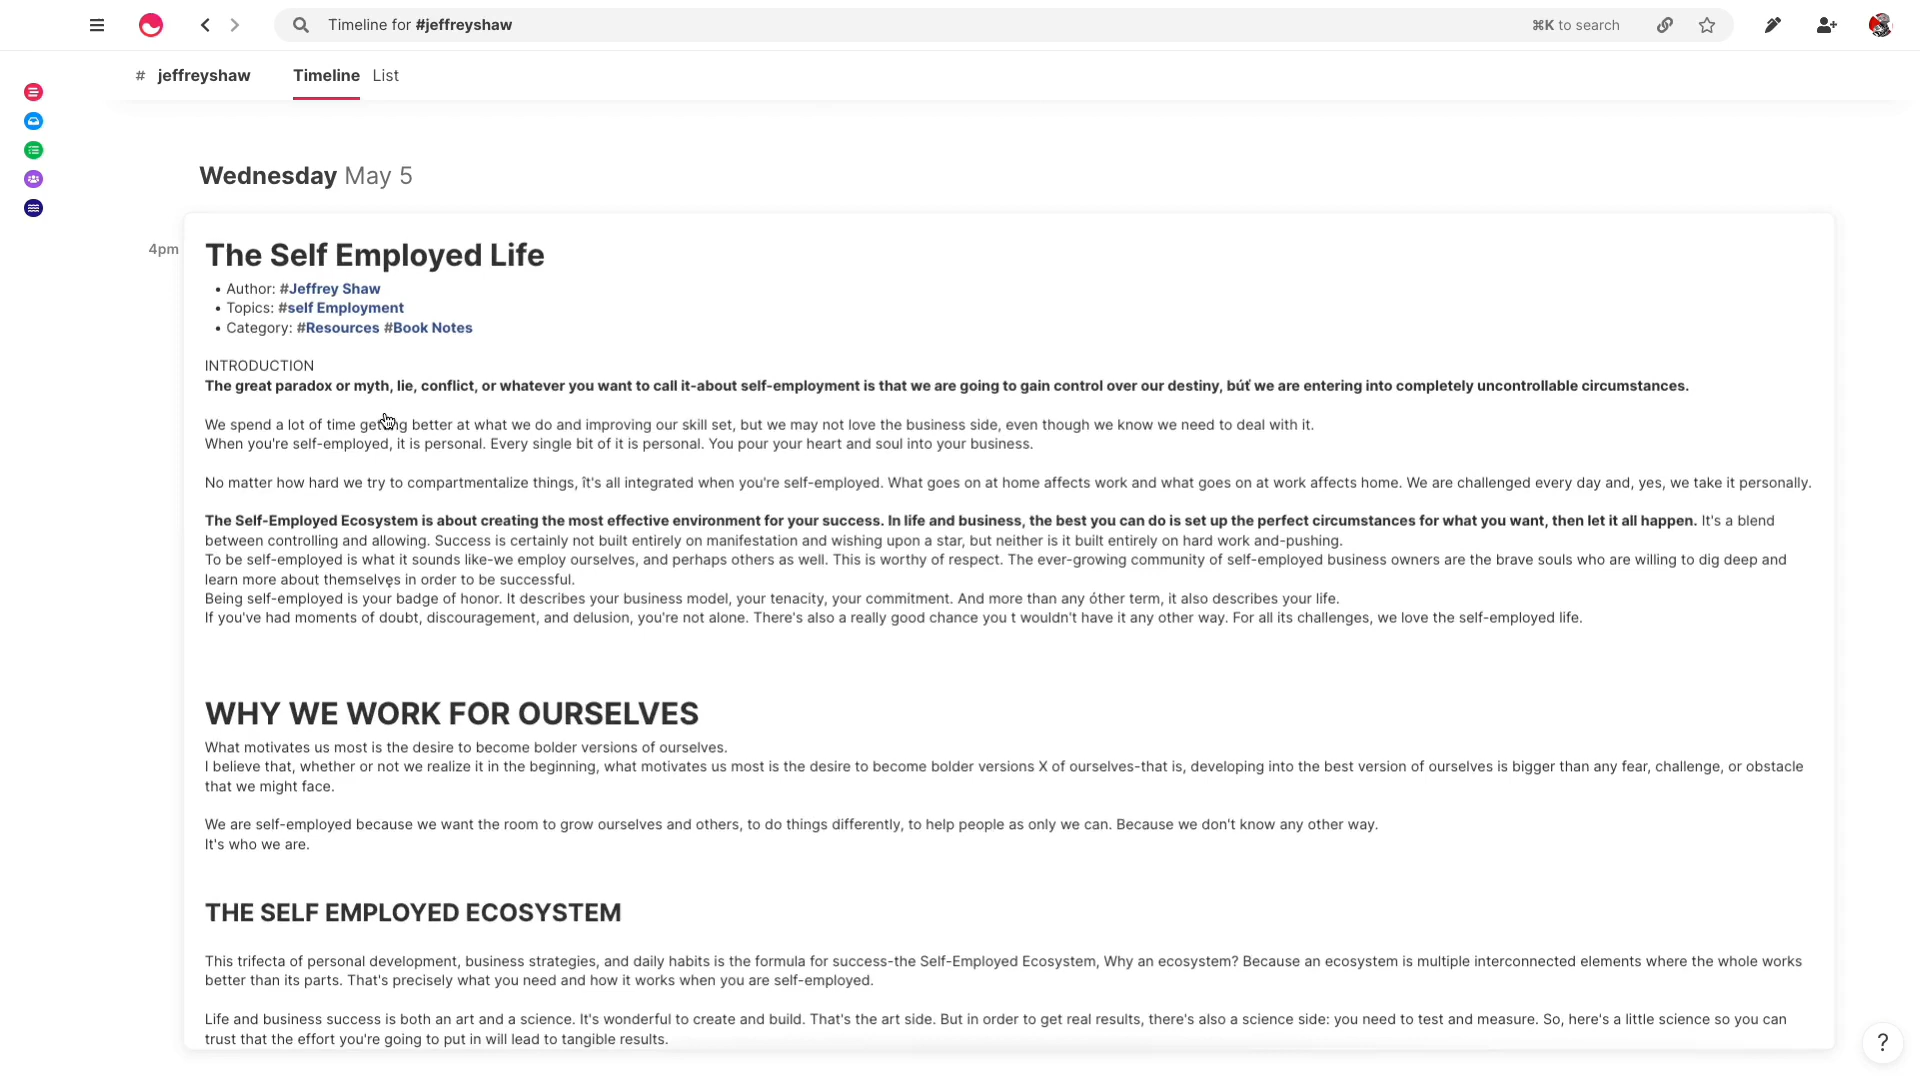 Timeline for #jeffreyshaw
⌘K to search
# jeffreyshaw
Timeline
List
Wednesday May 5
4pm
The Self Employed Life
• Author: #Jeffrey Shaw
• Topics: #self Employment
• Category: #Resources #Book Notes
INTRODUCTION
The great paradox or myth, lie, conflict, or whatever you want to call it-about self-employment is that we are going to gain control over our destiny, búť we are entering into completely uncontrollable circumstances.
We spend a lot of time getting better at what we do and improving our skill set, but we may not love the business side, even though we know we need to deal with it.
When you're self-employed, it is personal. Every single bit of it is personal. You pour your heart and soul into your business.
No matter how hard we try to compartmentalize things, ît's all integrated when you're self-employed. What goes on at home affects work and what goes on at work affects home. We are challenged every day and, yes, we take it personally.
The Self-Employed Ecosystem is about creating the most effective environment for your success. In life and business, the best you can do is set up the perfect circumstances for what you want, then let it all happen. It's a blend
between controlling and allowing. Success is certainly not built entirely on manifestation and wishing upon a star, but neither is it built entirely on hard work and-pushing.
To be self-employed is what it sounds like-we employ ourselves, and perhaps others as well. This is worthy of respect. The ever-growing community of self-employed business owners are the brave souls who are willing to dig deep and
learn more about themselvẹs in order to be successful.
Being self-employed is your badge of honor. It describes your business model, your tenacity, your commitment. And more than any óther term, it also describes your life.
If you've had moments of doubt, discouragement, and delusion, you're not alone. There's also a really good chance you t wouldn't have it any other way. For all its challenges, we love the self-employed life.
WHY WE WORK FOR OURSELVES
What motivates us most is the desire to become bolder versions of ourselves.
I believe that, whether or not we realize it in the beginning, what motivates us most is the desire to become bolder versions X of ourselves-that is, developing into the best version of ourselves is bigger than any fear, challenge, or obstacle
that we might face.
We are self-employed because we want the room to grow ourselves and others, to do things differently, to help people as only we can. Because we don't know any other way.
It's who we are.
THE SELF EMPLOYED ECOSYSTEM
This trifecta of personal development, business strategies, and daily habits is the formula for success-the Self-Employed Ecosystem, Why an ecosystem? Because an ecosystem is multiple interconnected elements where the whole works
better than its parts. That's precisely what you need and how it works when you are self-employed.
Life and business success is both an art and a science. It's wonderful to create and build. That's the art side. But in order to get real results, there's also a science side: you need to test and measure. So, here's a little science so you can
trust that the effort you're going to put in will lead to tangible results.
?